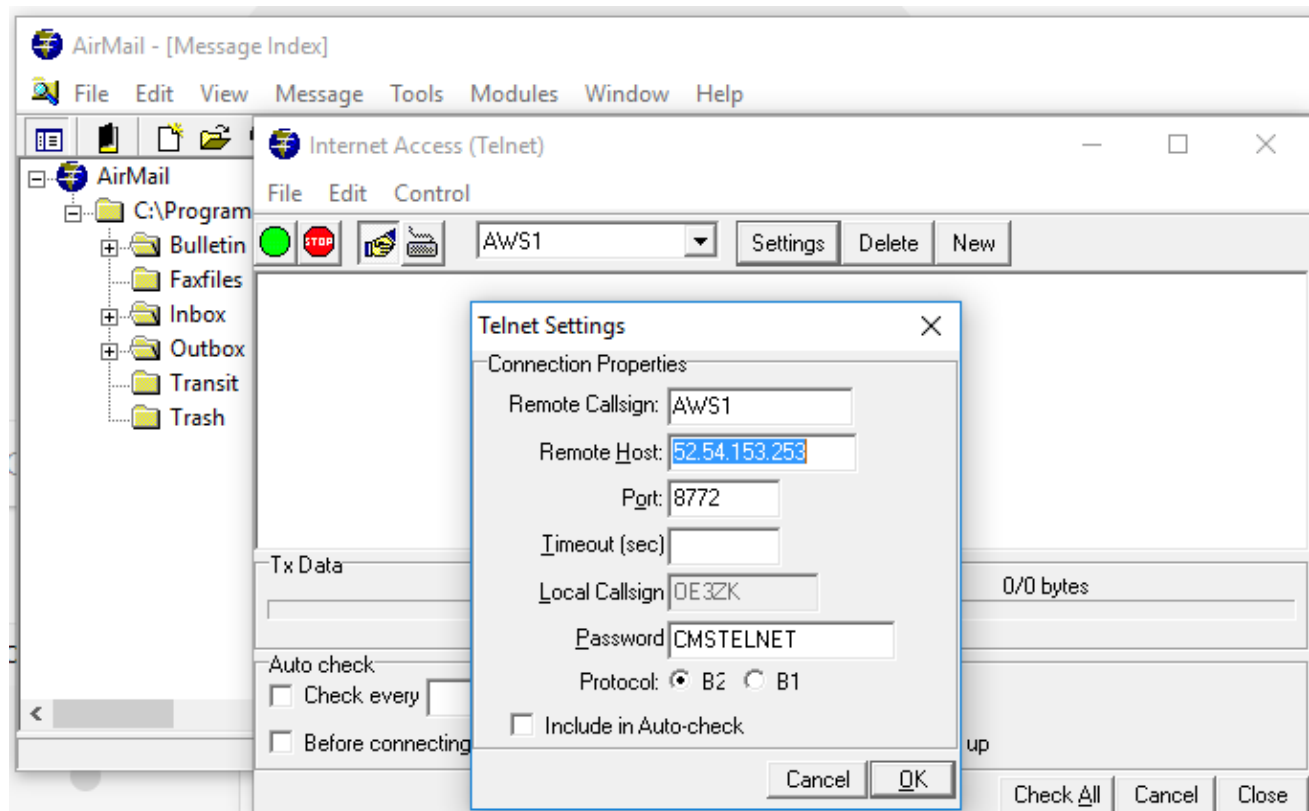 AirMail - [Message Index]
File Edit View Message Tools Modules Window Help
AirMail
C:\Program
Bulletin
Faxfiles
Inbox
Outbox
Transit
Trash
Internet Access (Telnet)
File Edit Control
STOP
AWS1
Settings Delete New
Telnet Settings
Connection Properties
Remote Callsign: AWS1
Remote Host: 52.54.153.253
Port: 8772
Timeout (sec)
Local Callsign OE3ZK
Password CMSTELNET
Protocol: B2 B1
Include in Auto-check
Cancel OK
Tx Data
0/0 bytes
Auto check
Check every
Before connecting
up
Check All Cancel Close